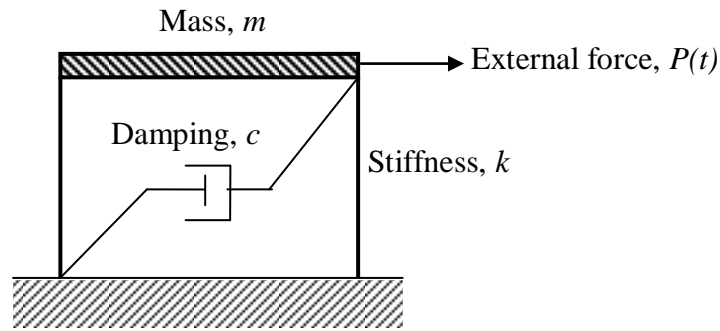 Mass, m
External force, P(t)
Damping, c
Stiffness, k